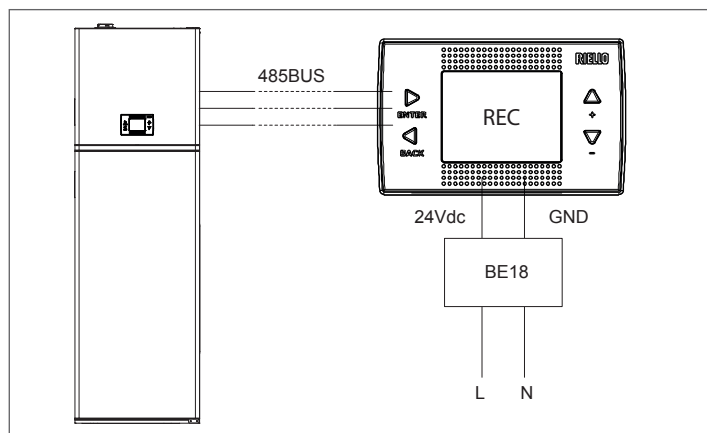 485BUS
RIELLO
ENTER
REC
+
BACK
-
24Vdc GND
BE18
L N